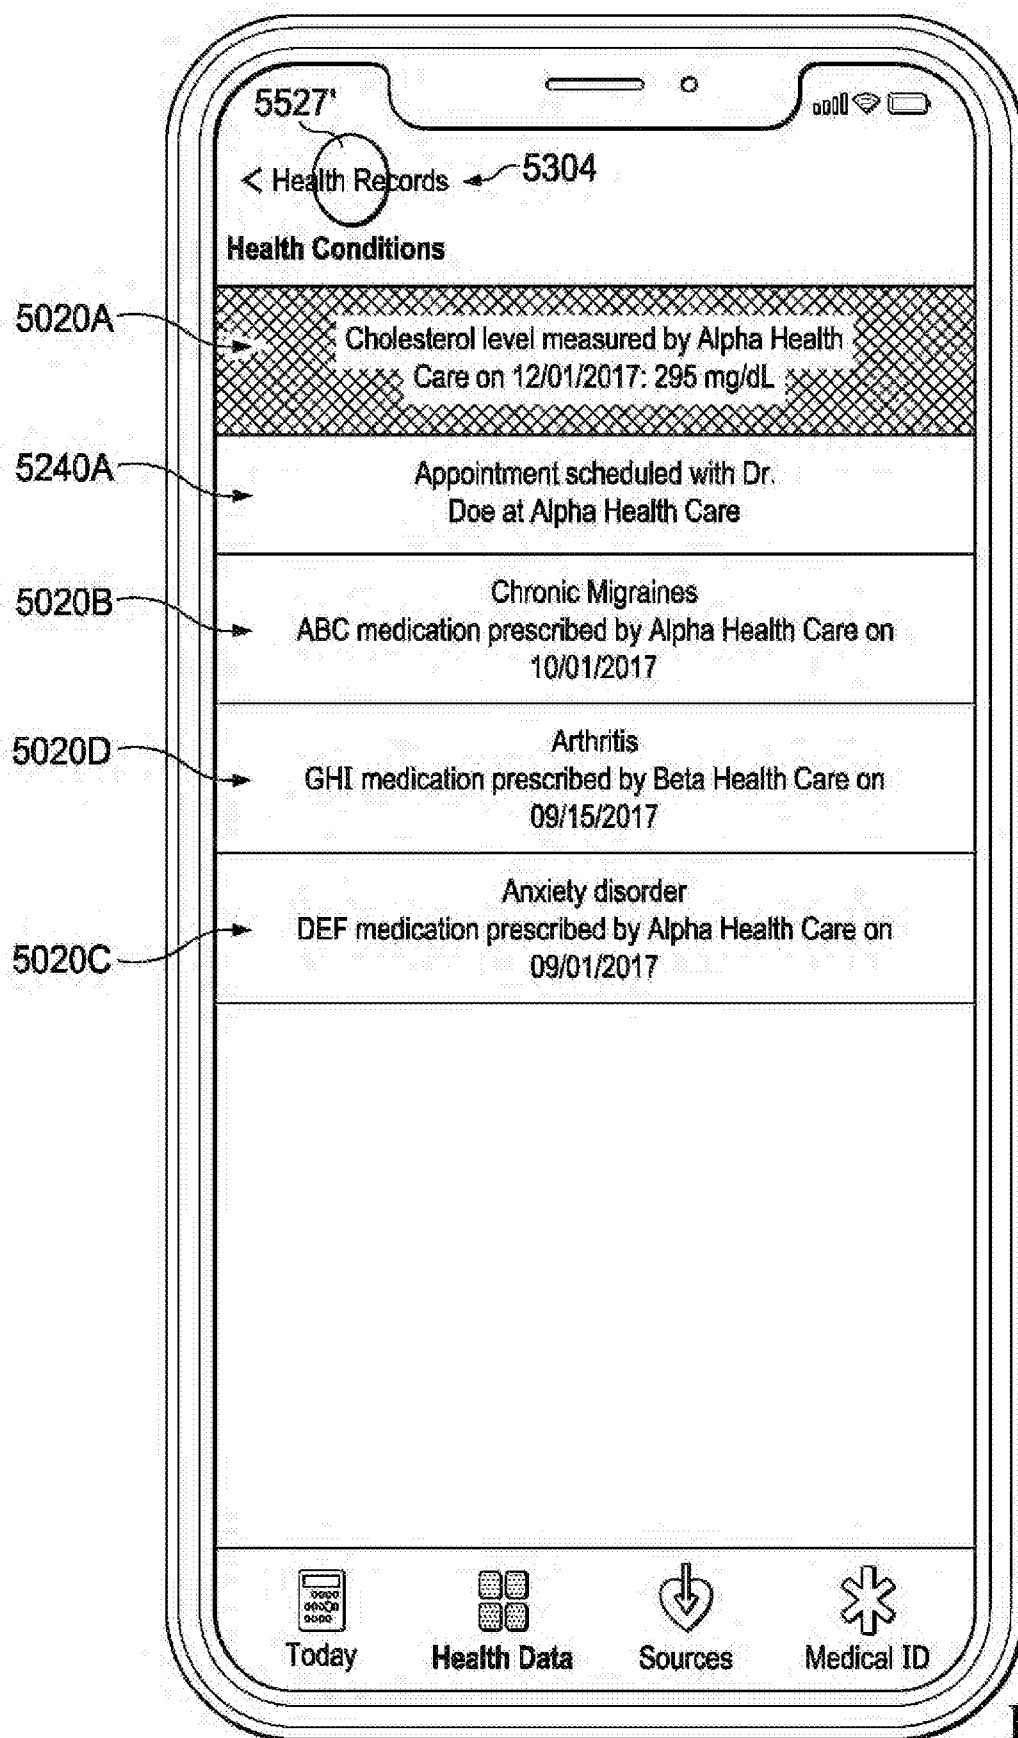 5527'
< Health Records
5304
Health Conditions
5020A
Cholesterol level measured by Alpha Health
Care on 12/01/2017: 295 mg/dL
5240A
Appointment scheduled with Dr.
Doe at Alpha Health Care
5020B
Chronic Migraines
ABC medication prescribed by Alpha Health Care on
10/01/2017
5020D
Arthritis
GHI medication prescribed by Beta Health Care on
09/15/2017
Anxiety disorder
DEF medication prescribed by Alpha Health Care on
5020C
09/01/2017
Today
Health Data
Sources
Medical ID